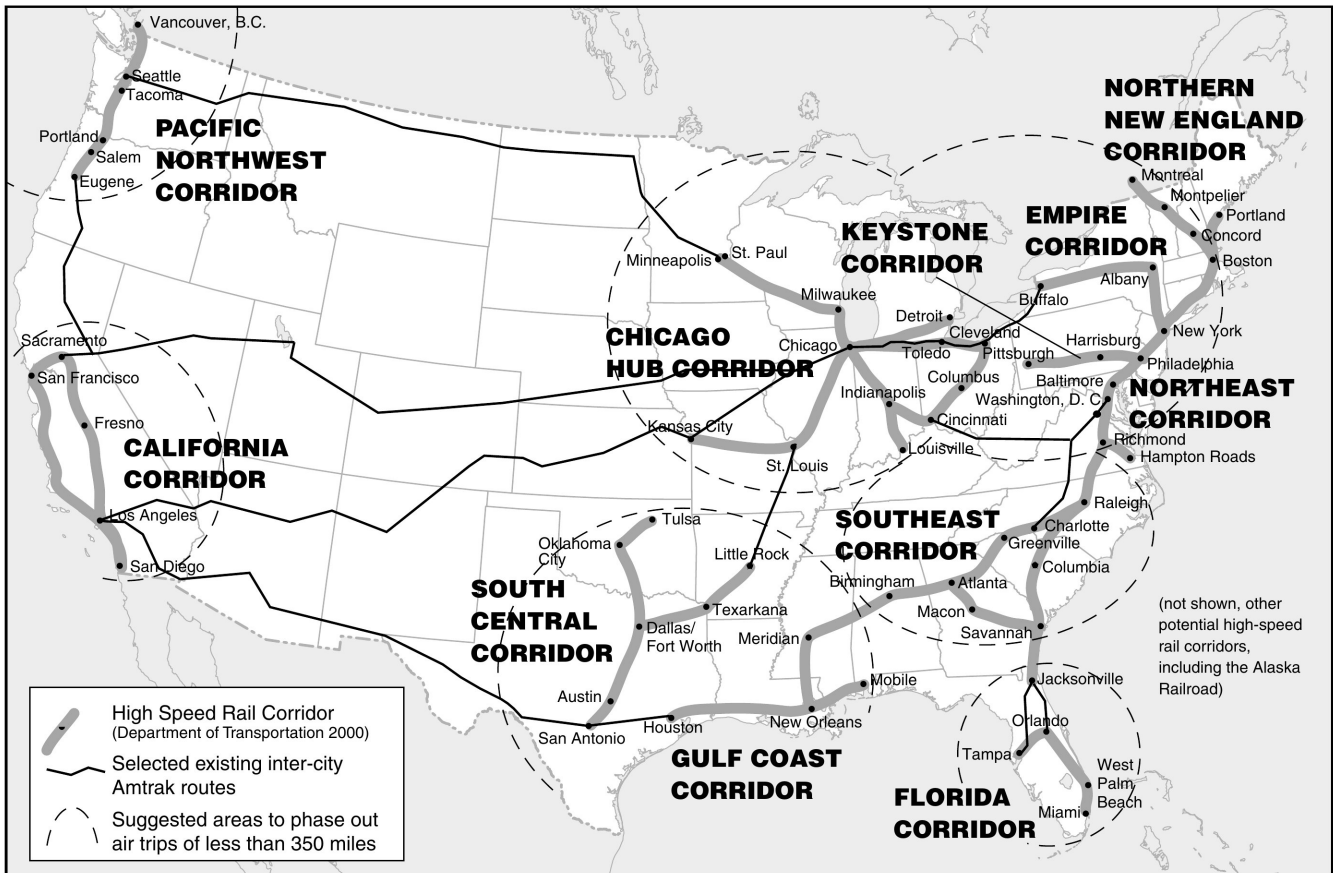 Vancouver, B.C.
Seattle
Tacoma
Portland
Salem
Eugene
PACIFIC
NORTHWEST
CORRIDOR
NORTHERN
NEW ENGLAND
CORRIDOR
Montreal
Montpelier
Portland
Concord
Boston
EMPIRE
CORRIDOR
Albany
Buffalo
KEYSTONE
CORRIDOR
Minneapolis
St. Paul
Milwaukee
Detroit
Cleveland
Chicago
Toledo
Pittsburgh
Harrisburg
New York
Philadelphia
CHICAGO
HUB CORRIDOR
Columbus
Baltimore
Indianapolis
Washington, D. C.
NORTHEAST
CORRIDOR
Kansas City
Cincinnati
St. Louis
Louisville
Richmond
Hampton Roads
Sacramento
San Francisco
Fresno
CALIFORNIA
CORRIDOR
Los Angeles
San Diego
Tulsa
Oklahoma
City
Little Rock
SOUTHEAST
CORRIDOR
Raleigh
Charlotte
Greenville
Columbia
Birmingham
Atlanta
Macon
Savannah
SOUTH
CENTRAL
CORRIDOR
Texarkana
Dallas/
Fort Worth
Meridian
Austin
San Antonio
Houston
New Orleans
Mobile
GULF COAST
CORRIDOR
Jacksonville
Orlando
Tampa
West
Palm
Beach
Miami
FLORIDA
CORRIDOR
(not shown, other
potential high-speed
rail corridors,
including the Alaska
Railroad)
High Speed Rail Corridor
(Department of Transportation 2000)
Selected existing inter-city
Amtrak routes
Suggested areas to phase out
air trips of less than 350 miles